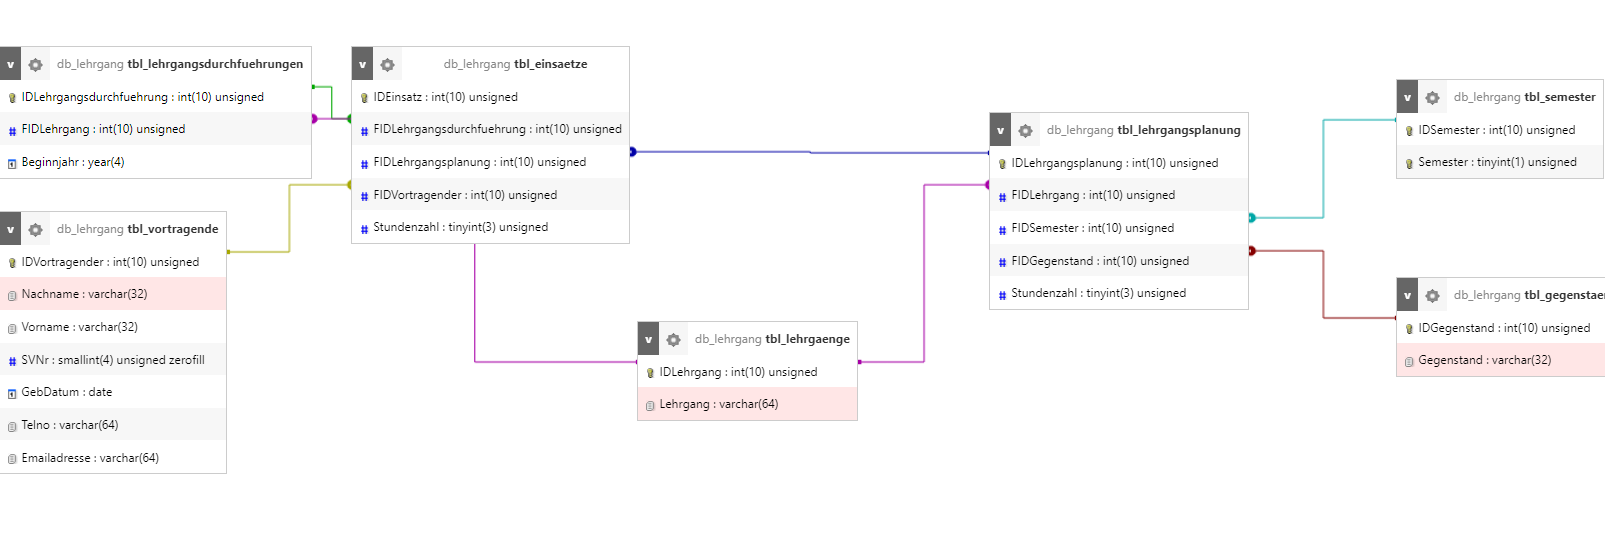 v db_lehrgang tbl_lehrgangsdurchfuehrungen
IDLehrgangsdurchfuehrung : int(10) unsigned
# FIDLehrgang : int(10) unsigned
Beginnjahr : year(4)
v db_lehrgang tbl_vortragende
IDVortragender : int(10) unsigned
Nachname : varchar(32)
Vorname : varchar(32)
# SVNr : smallint(4) unsigned zerofill
GebDatum : date
Telno : varchar(64)
Emailadresse : varchar(64)
v db_lehrgang tbl_einsaetze
IDEinsatz : int(10) unsigned
# FIDLehrgangsdurchfuehrung : int(10) unsigned
# FIDLehrgangsplanung : int(10) unsigned
# FIDVortragender : int(10) unsigned
# Stundenzahl : tinyint(3) unsigned
v db_lehrgang tbl_lehrgaenge
IDLehrgang : int(10) unsigned
Lehrgang : varchar(64)
v db_lehrgang tbl_lehrgangsplanung
IDLehrgangsplanung : int(10) unsigned
# FIDLehrgang : int(10) unsigned
# FIDSemester : int(10) unsigned
# FIDGegenstand : int(10) unsigned
# Stundenzahl : tinyint(3) unsigned
v db_lehrgang tbl_semester
IDSemester : int(10) unsigned
Semester : tinyint(1) unsigned
v db_lehrgang tbl_gegenstae
IDGegenstand : int(10) unsigned
Gegenstand : varchar(32)